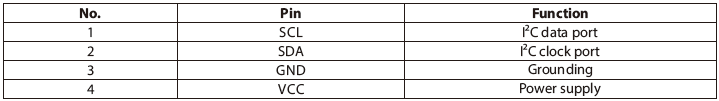 No. Pin Function
1 SCL I²C data port
2 SDA I²C clock port
3 GND Grounding
4 VCC Power supply